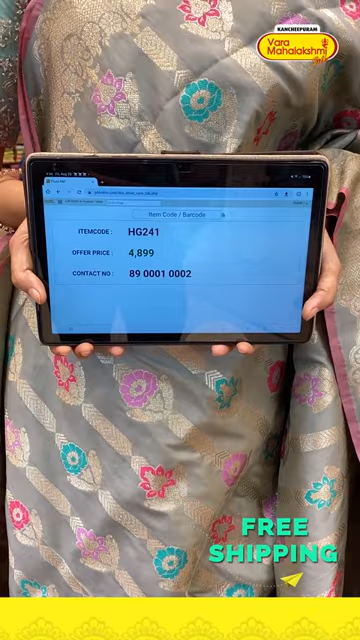 KANCHEEPURAM
Vara
Mahalakshmi
Item Code / Barcode
ITEMCODE : HG241
OFFER PRICE : 4,899
CONTACT NO : 89 0001 0002
FREE
SHIPPING